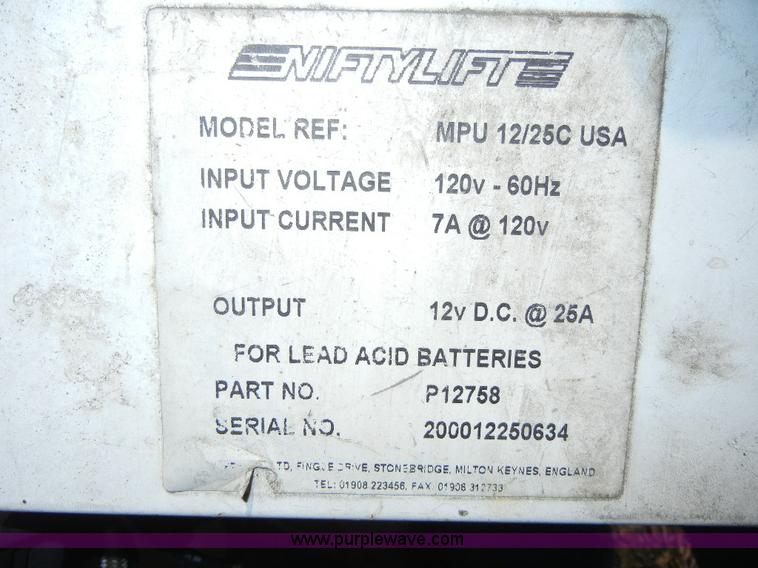 NIFTYLIFT
MODEL REF: MPU 12/25C USA
INPUT VOLTAGE 120v - 60Hz
INPUT CURRENT 7A @ 120v
OUTPUT 12v D.C. @ 25A
FOR LEAD ACID BATTERIES
PART NO. P12758
SERIAL NO. 200012250634
TD, FINGLE DRIVE, STONEBRIDGE, MILTON KEYNES, ENGLAND
TEL: 01908 223456, FAX 01908 312733
www.purplewave.com